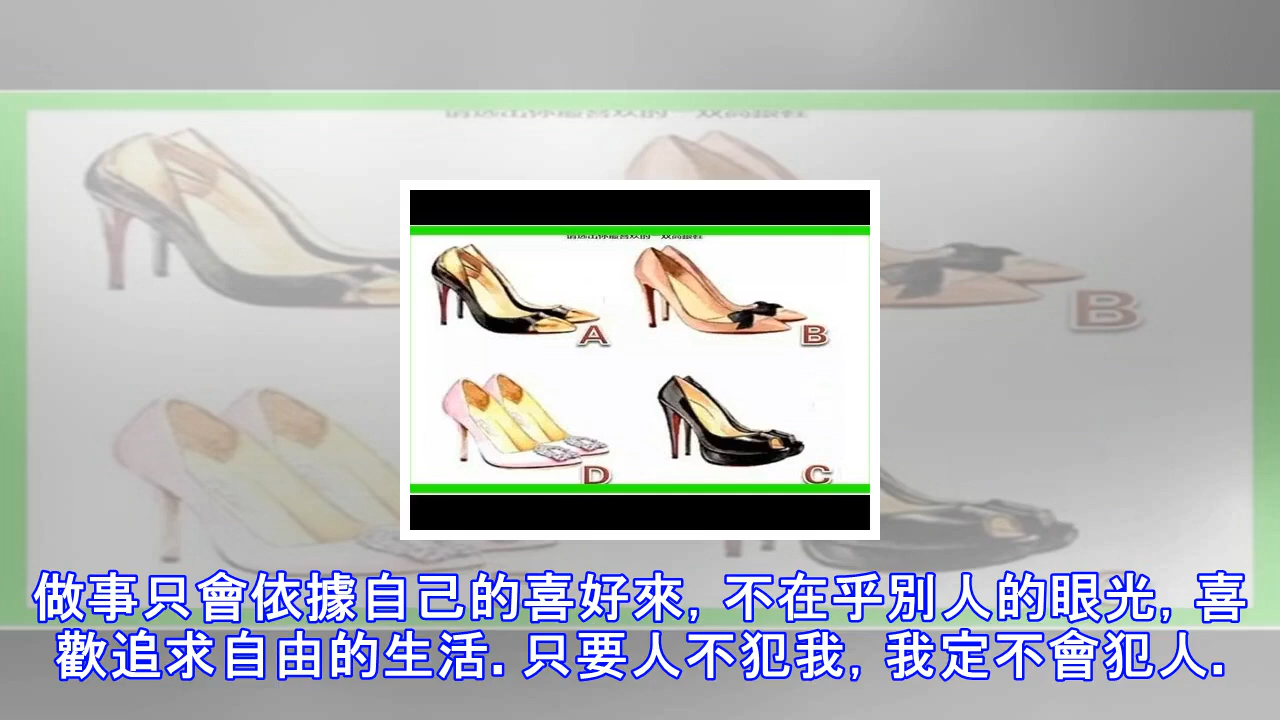 A
B
D
C
B
做事只會依據自己的喜好來, 不在乎別人的眼光, 喜
歡追求自由的生活. 只要人不犯我, 我定不會犯人.